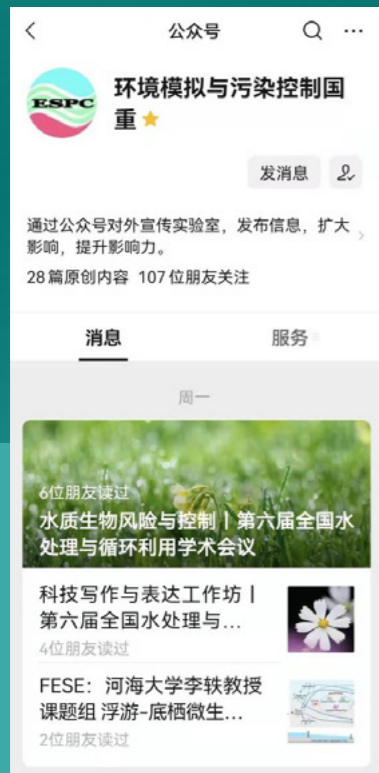 公众号
ESPC
环境模拟与污染控制国
重
发消息
通过公众号对外宣传实验室，发布信息，扩大
影响，提升影响力。
28篇原创内容 107位朋友关注
消息 服务
周一
6位朋友读过
水质生物风险与控制丨第六届全国水
处理与循环利用学术会议
科技写作与表达工作坊丨
第六届全国水处理与...
4位朋友读过
FESE：河海大学李轶教授
课题组 浮游-底栖微生...
2位朋友读过